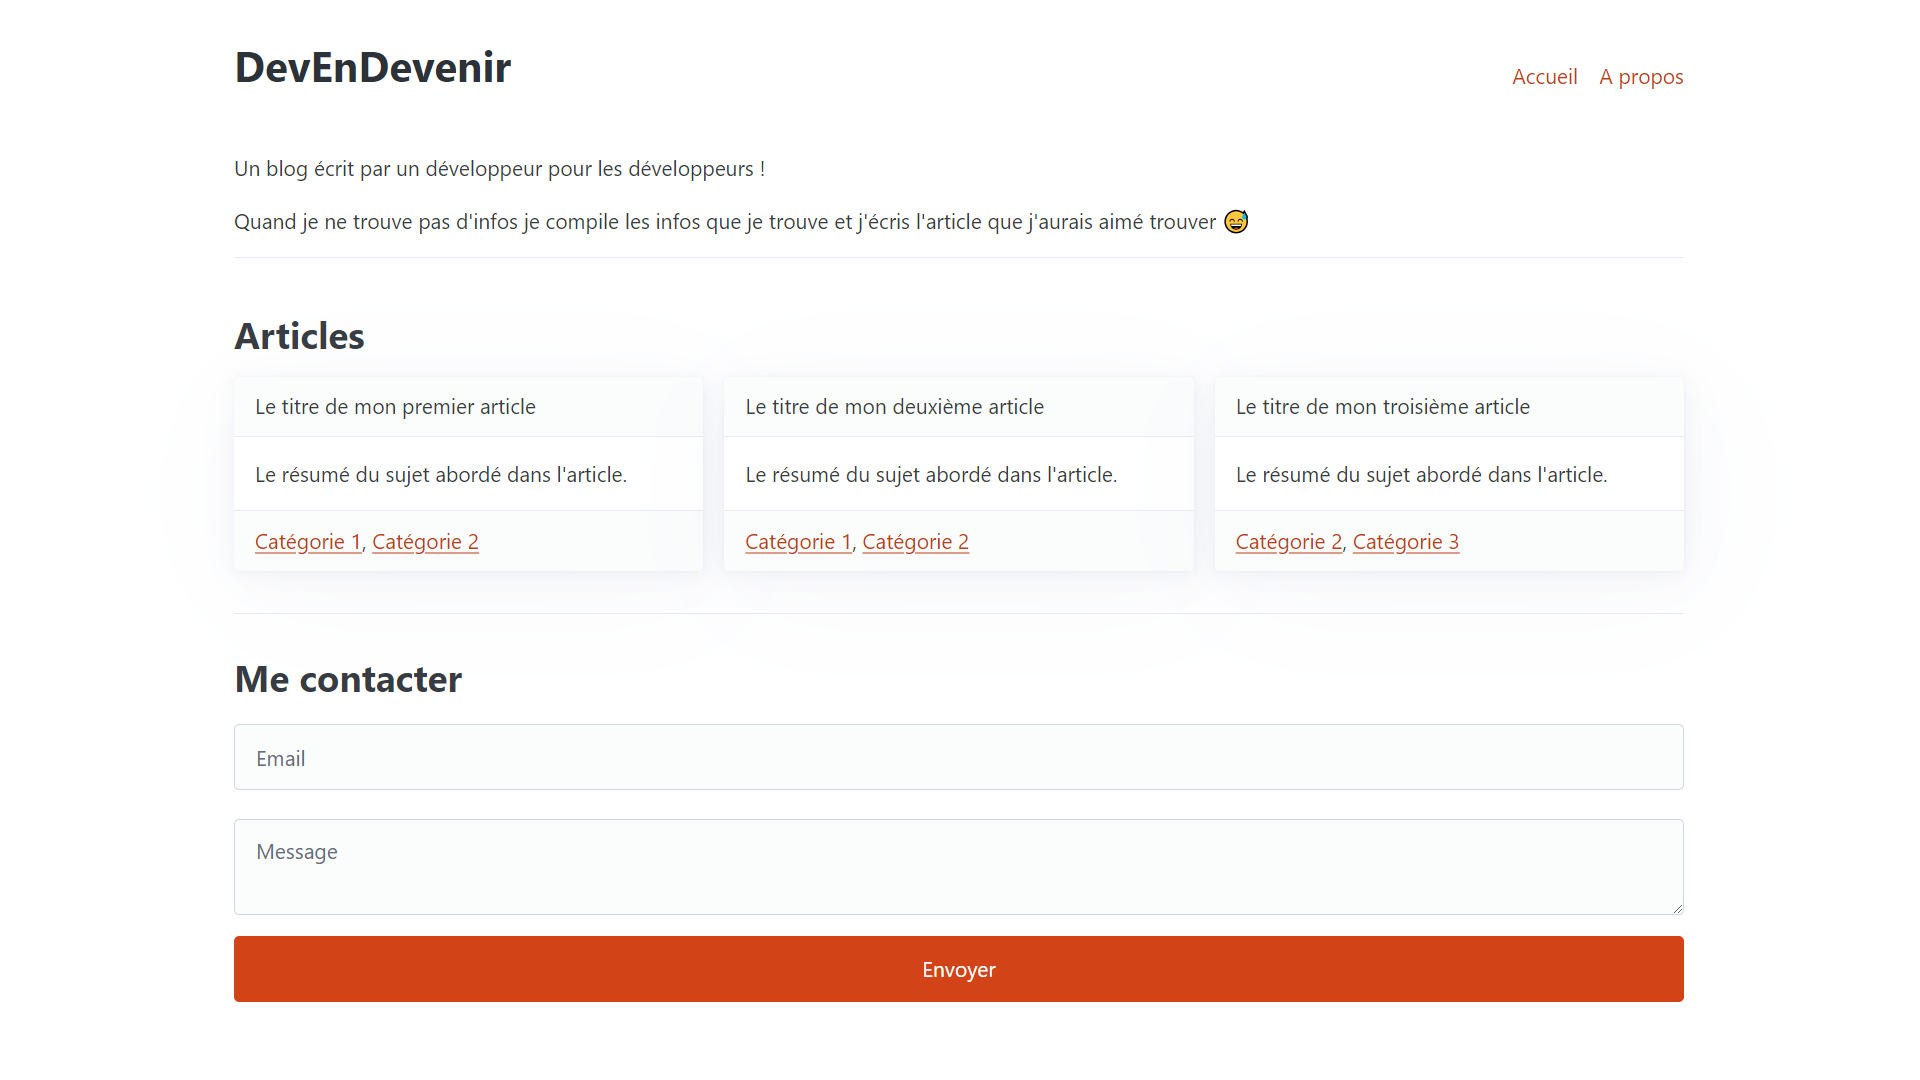 DevEnDevenir
Accueil A propos
Un blog écrit par un développeur pour les développeurs !
Quand je ne trouve pas d'infos je compile les infos que je trouve et j'écris l'article que j'aurais aimé trouver 😅
Articles
Le titre de mon premier article
Le résumé du sujet abordé dans l'article.
Catégorie 1, Catégorie 2
Le titre de mon deuxième article
Le résumé du sujet abordé dans l'article.
Catégorie 1, Catégorie 2
Le titre de mon troisième article
Le résumé du sujet abordé dans l'article.
Catégorie 2, Catégorie 3
Me contacter
Email
Message
Envoyer